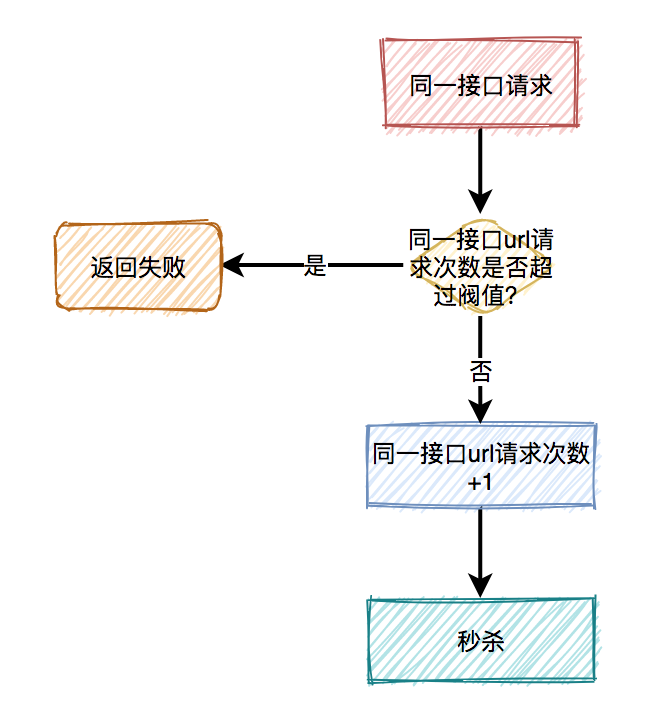 同一接口请求
同一接口url请
求次数是否超
过阀值?
是
返回失败
否
同一接口url请求次数
+1
秒杀